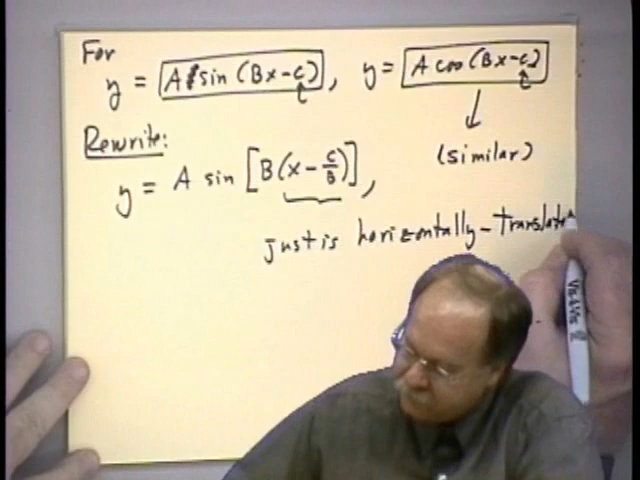 For
y = A sin (Bx - C), y = A cos (Bx - C)
Rewrite:
(similar)
y = A sin [B(x - C/B)],
just is horizontally-translated